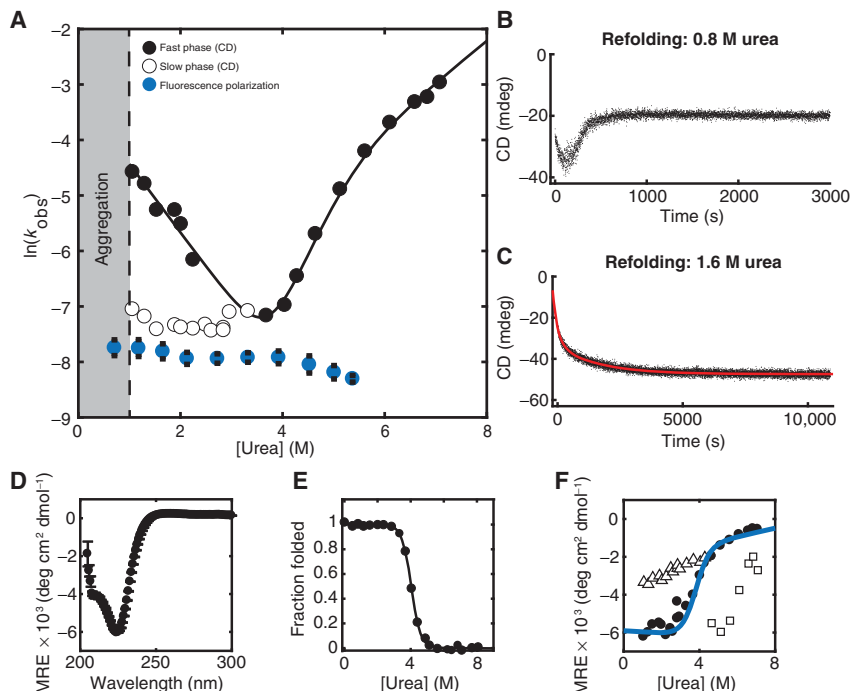 A
B
Refolding: 0.8 M urea
Fast phase (CD)
Slow phase (CD)
Fluorescence polarization
Aggregation
ln(k_obs)
−2
−3
−4
−5
−6
−7
−8
−9
0 2 4 6 8
[Urea] (M)
CD (mdeg)
0
−20
−40
0 1000 2000 3000
Time (s)
C
Refolding: 1.6 M urea
CD (mdeg)
0
−20
−40
−60
0 5000 10,000
Time (s)
D
MRE × 10³ (deg cm² dmol⁻¹)
0
−2
−4
−6
200 250 300
Wavelength (nm)
E
Fraction folded
1
0.8
0.6
0.4
0.2
0
0 4 8
[Urea] (M)
F
MRE × 10³ (deg cm² dmol⁻¹)
0
−2
−4
−6
0 4 8
[Urea] (M)